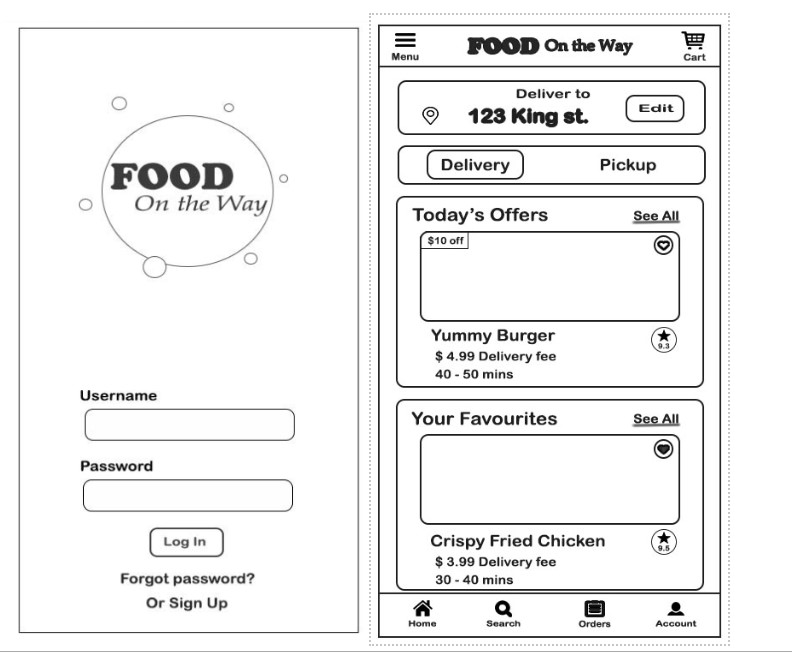 FOOD
On the Way
Username
Password
Log In
Forgot password?
Or Sign Up
Menu
FOOD On the Way
Cart
Deliver to
123 King st.
Edit
Delivery Pickup
Today's Offers See All
$10 off
Yummy Burger
9.3
$ 4.99 Delivery fee
40 - 50 mins
Your Favourites See All
Crispy Fried Chicken
9.5
$ 3.99 Delivery fee
30 - 40 mins
Home Search Orders Account